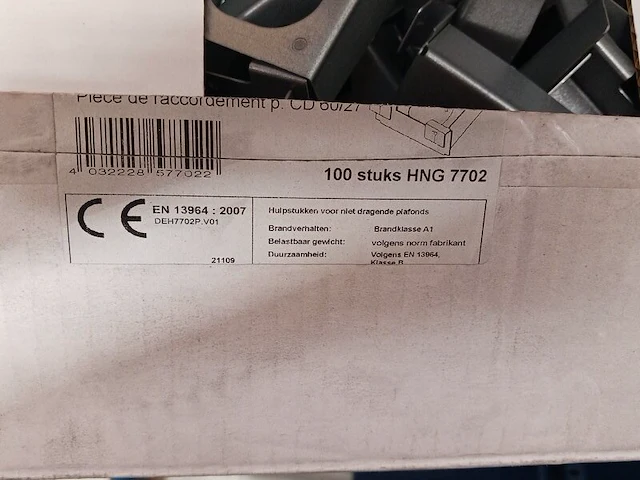 Pièce de raccordement p. CD 60/27
4 032228 577022
100 stuks HNG 7702
CE EN 13964 : 2007
DEH7702P.V01
21109
Hulpstukken voor niet dragende plafonds
Brandverhalten: Brandklasse A1
Belastbaar gewicht: volgens norm fabrikant
Duurzaamheid: Volgens EN 13964,
Klasse B